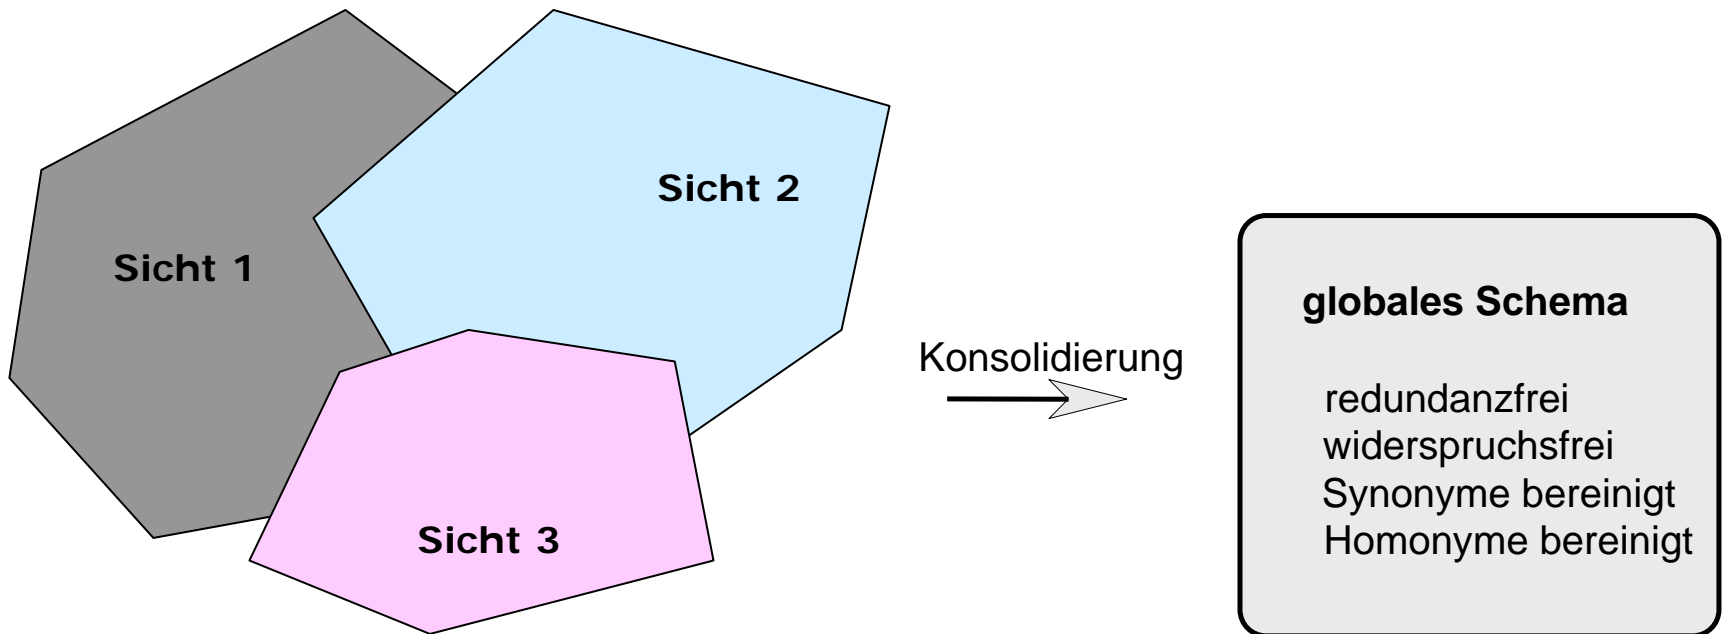 Sicht 1
Sicht 2
Sicht 3
Konsolidierung
globales Schema
redundanzfrei
widerspruchsfrei
Synonyme bereinigt
Homonyme bereinigt